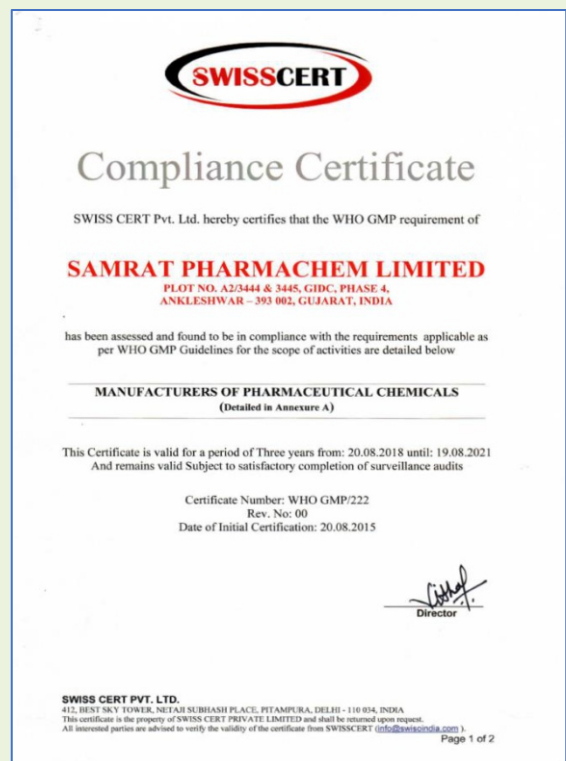 SWISSCERT
Compliance Certificate
SWISS CERT Pvt. Ltd. hereby certifies that the WHO GMP requirement of
SAMRAT PHARMACHEM LIMITED
PLOT NO. A2/3444 & 3445, GIDC, PHASE 4,
ANKLESHWAR – 393 002, GUJARAT, INDIA
has been assessed and found to be in compliance with the requirements applicable as
per WHO GMP Guidelines for the scope of activities are detailed below
MANUFACTURERS OF PHARMACEUTICAL CHEMICALS
(Detailed in Annexure A)
This Certificate is valid for a period of Three years from: 20.08.2018 until: 19.08.2021
And remains valid Subject to satisfactory completion of surveillance audits
Certificate Number: WHO GMP/222
Rev. No: 00
Date of Initial Certification: 20.08.2015
Director
SWISS CERT PVT. LTD.
412, BEST SKY TOWER, NETAJI SUBHASH PLACE, PITAMPURA, DELHI - 110 034, INDIA
This certificate is the property of SWISS CERT PRIVATE LIMITED and shall be returned upon request.
All interested parties are advised to verify the validity of the certificate from SWISSCERT (info@swisoindia.com ).
Page 1 of 2